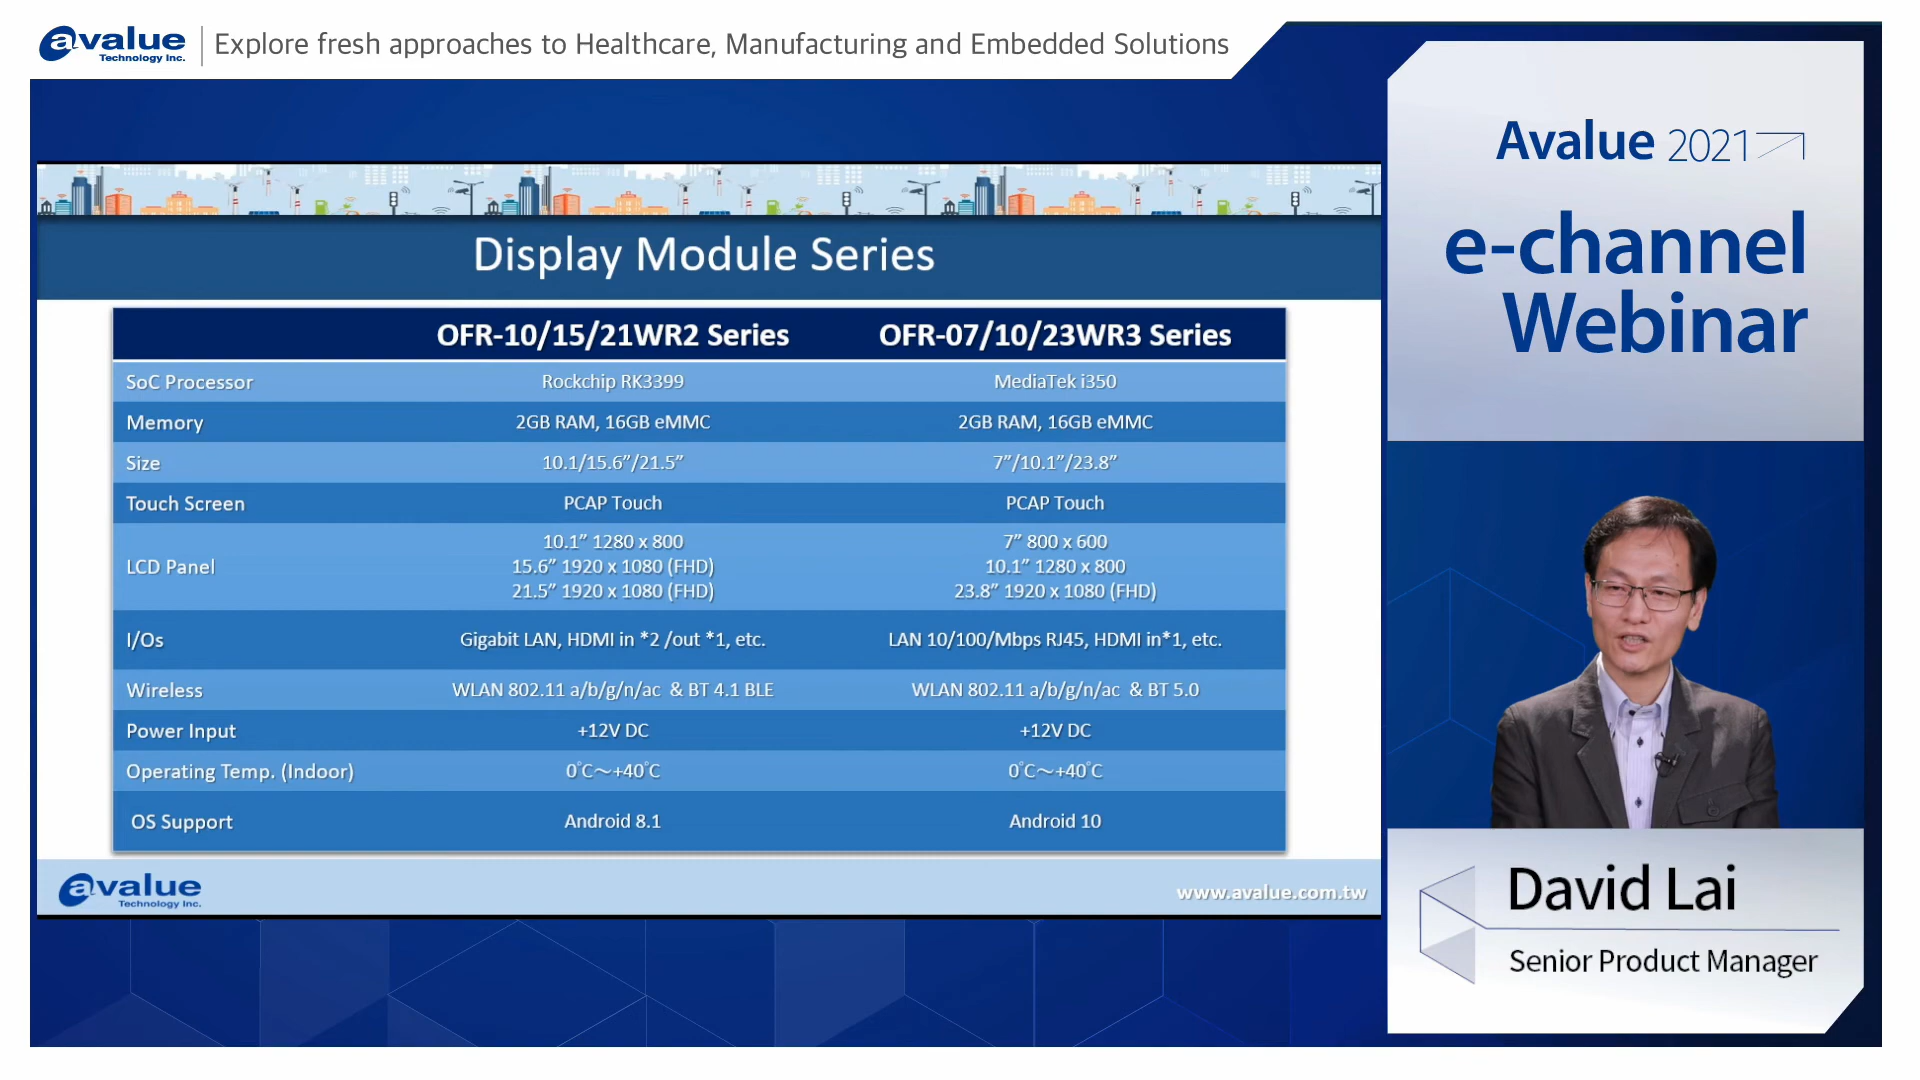 avalue
Technology Inc.
Explore fresh approaches to Healthcare, Manufacturing and Embedded Solutions
Display Module Series
OFR-10/15/21WR2 Series OFR-07/10/23WR3 Series
SoC Processor Rockchip RK3399 MediaTek i350
Memory 2GB RAM, 16GB eMMC 2GB RAM, 16GB eMMC
Size 10.1/15.6”/21.5” 7”/10.1”/23.8”
Touch Screen PCAP Touch PCAP Touch
10.1” 1280 x 800 7” 800 x 600
LCD Panel 15.6” 1920 x 1080 (FHD) 10.1” 1280 x 800
21.5” 1920 x 1080 (FHD) 23.8” 1920 x 1080 (FHD)
I/Os Gigabit LAN, HDMI in *2 /out *1, etc. LAN 10/100/Mbps RJ45, HDMI in*1, etc.
Wireless WLAN 802.11 a/b/g/n/ac & BT 4.1 BLE WLAN 802.11 a/b/g/n/ac & BT 5.0
Power Input +12V DC +12V DC
Operating Temp. (Indoor) 0°C～+40°C 0°C～+40°C
OS Support Android 8.1 Android 10
avalue
Technology Inc.
www.avalue.com.tw
Avalue 2021
e-channel
Webinar
David Lai
Senior Product Manager